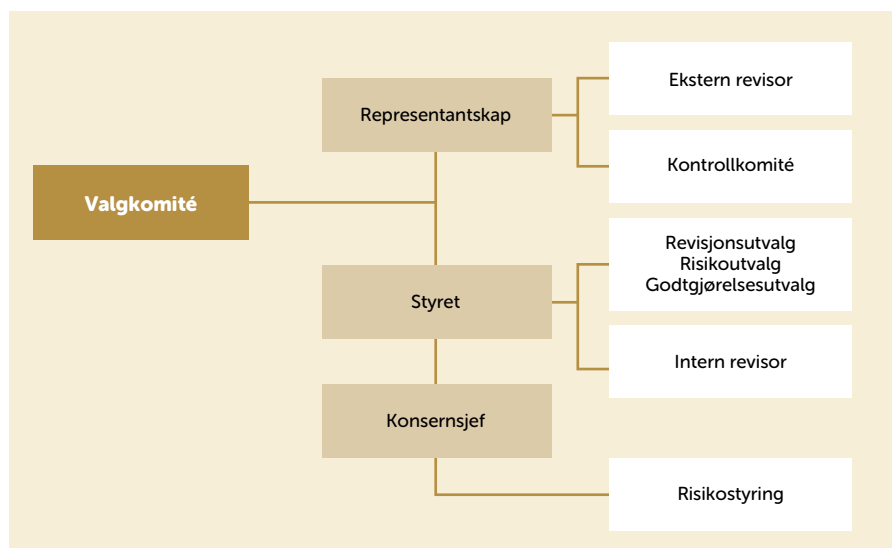 Ekstern revisor
Representantskap
Kontrollkomité
Valgkomité
Revisjonsutvalg
Risikoutvalg
Godtgjørelsesutvalg
Styret
Intern revisor
Konsernsjef
Risikostyring